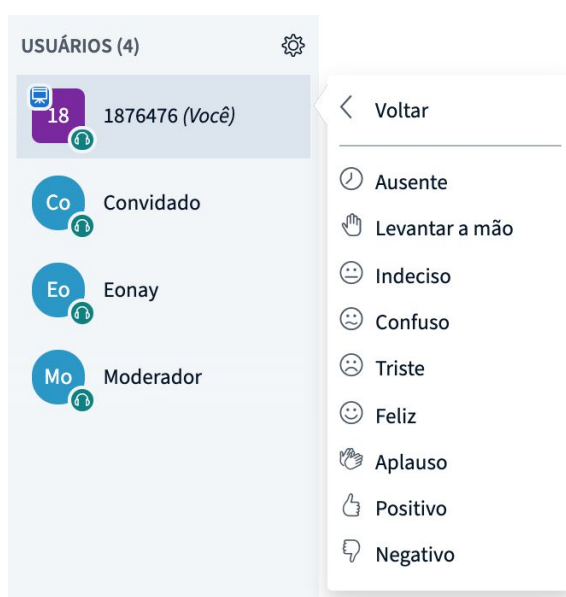 USUÁRIOS (4)
18
1876476 (Você)
Co
Convidado
Eo
Eonay
Mo
Moderador
Voltar
Ausente
Levantar a mão
Indeciso
Confuso
Triste
Feliz
Aplauso
Positivo
Negativo